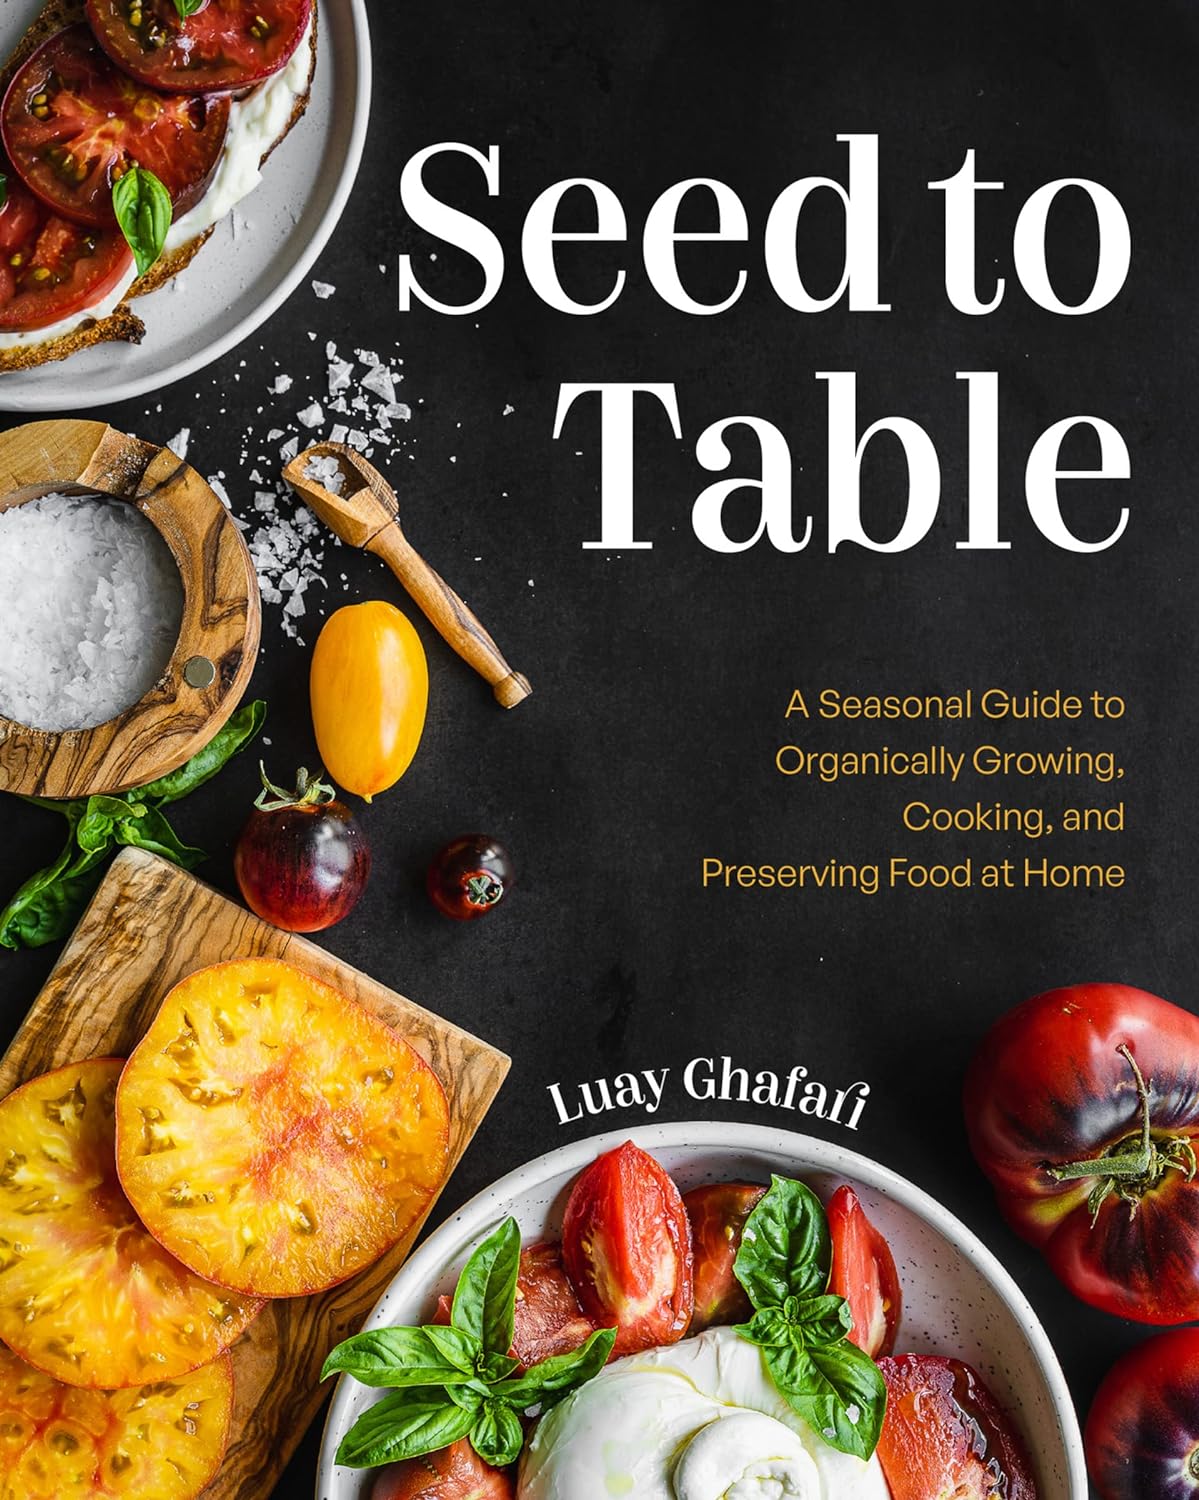 Seed to
Table
A Seasonal Guide to
Organically Growing,
Cooking, and
Preserving Food at Home
Luay Ghafari